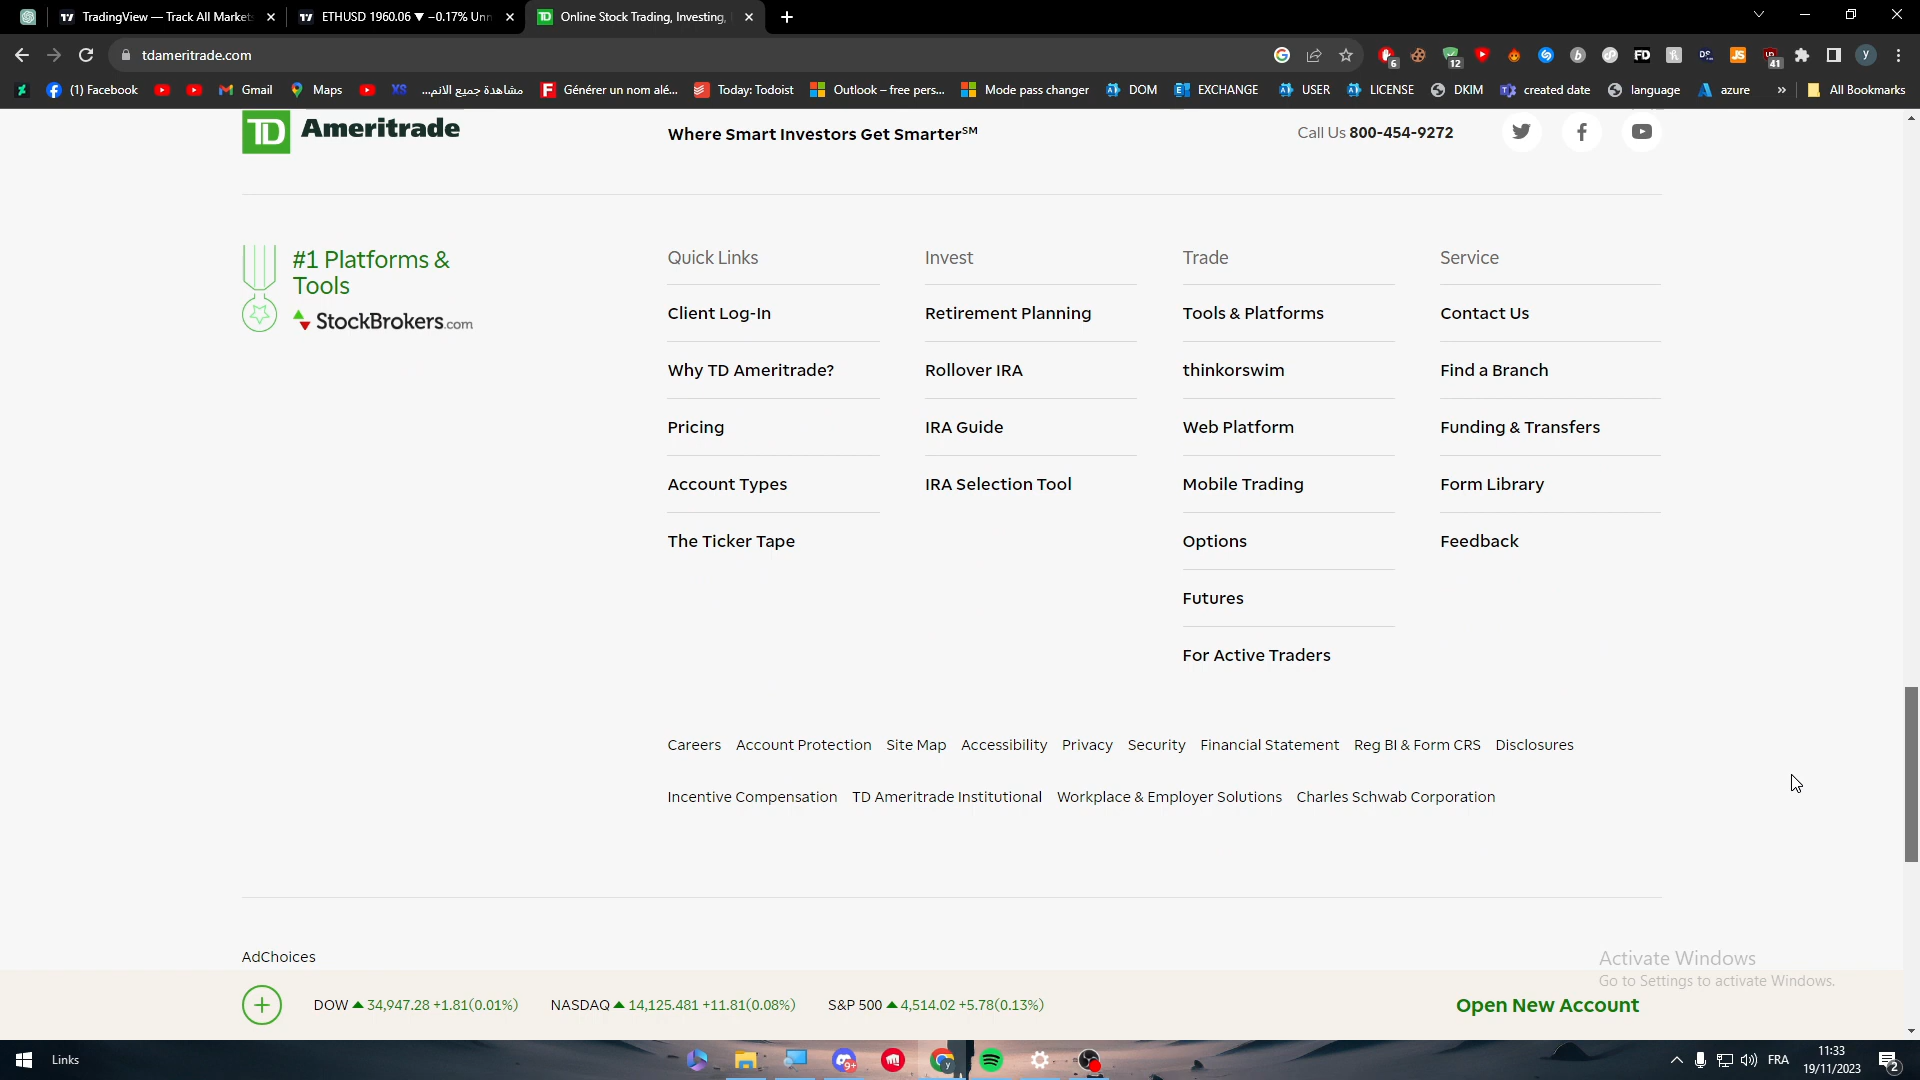 TradingView — Track All Market
ETHUSD 1960.06 ▼ −0.17% Unn
Online Stock Trading, Investing,
tdameritrade.com
6
12
FD
JS
41
y
(1) Facebook
Gmail
Maps
XS
مشاهدة جميع الانم...
Générer un nom alé...
Today: Todoist
Outlook – free pers...
Mode pass changer
DOM
EXCHANGE
USER
LICENSE
DKIM
created date
language
azure
»
All Bookmarks
TD Ameritrade
Where Smart Investors Get Smarter℠
Call Us 800-454-9272
#1 Platforms &
Tools
StockBrokers.com
Quick Links
Client Log-In
Why TD Ameritrade?
Pricing
Account Types
The Ticker Tape
Invest
Retirement Planning
Rollover IRA
IRA Guide
IRA Selection Tool
Trade
Tools & Platforms
thinkorswim
Web Platform
Mobile Trading
Options
Futures
For Active Traders
Service
Contact Us
Find a Branch
Funding & Transfers
Form Library
Feedback
Careers Account Protection Site Map Accessibility Privacy Security Financial Statement Reg BI & Form CRS Disclosures
Incentive Compensation TD Ameritrade Institutional Workplace & Employer Solutions Charles Schwab Corporation
AdChoices
Activate Windows
Go to Settings to activate Windows.
DOW ▲ 34,947.28 +1.81(0.01%) NASDAQ ▲ 14,125.481 +11.81(0.08%) S&P 500 ▲ 4,514.02 +5.78(0.13%)
Open New Account
Links
9+
FRA
11:33
19/11/2023
2